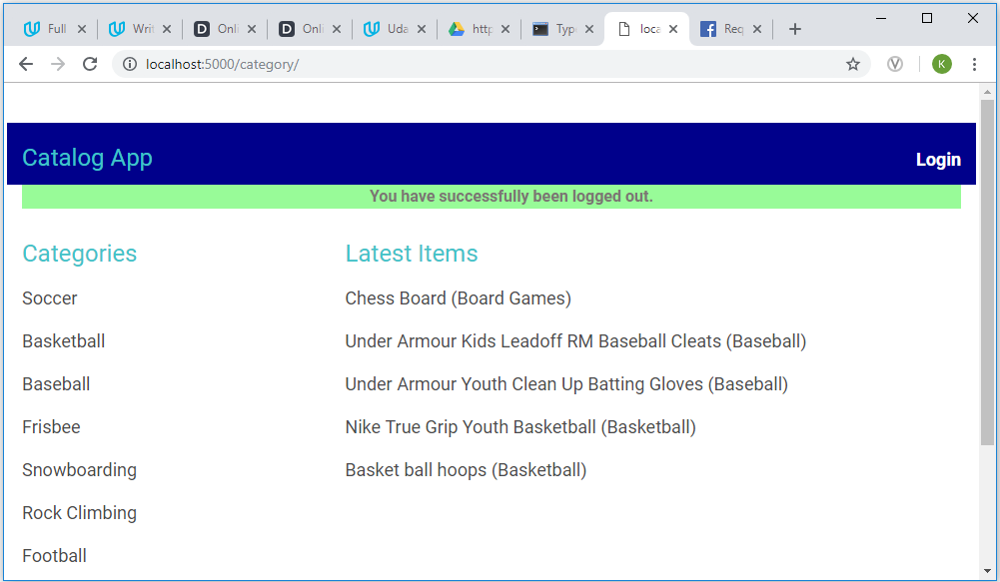 Full
Writ
Onli
Onli
Uda
http
Type
loca
Req
localhost:5000/category/
V
K
Catalog App
Login
You have successfully been logged out.
Categories
Latest Items
Soccer
Chess Board (Board Games)
Basketball
Under Armour Kids Leadoff RM Baseball Cleats (Baseball)
Baseball
Under Armour Youth Clean Up Batting Gloves (Baseball)
Frisbee
Nike True Grip Youth Basketball (Basketball)
Snowboarding
Basket ball hoops (Basketball)
Rock Climbing
Football